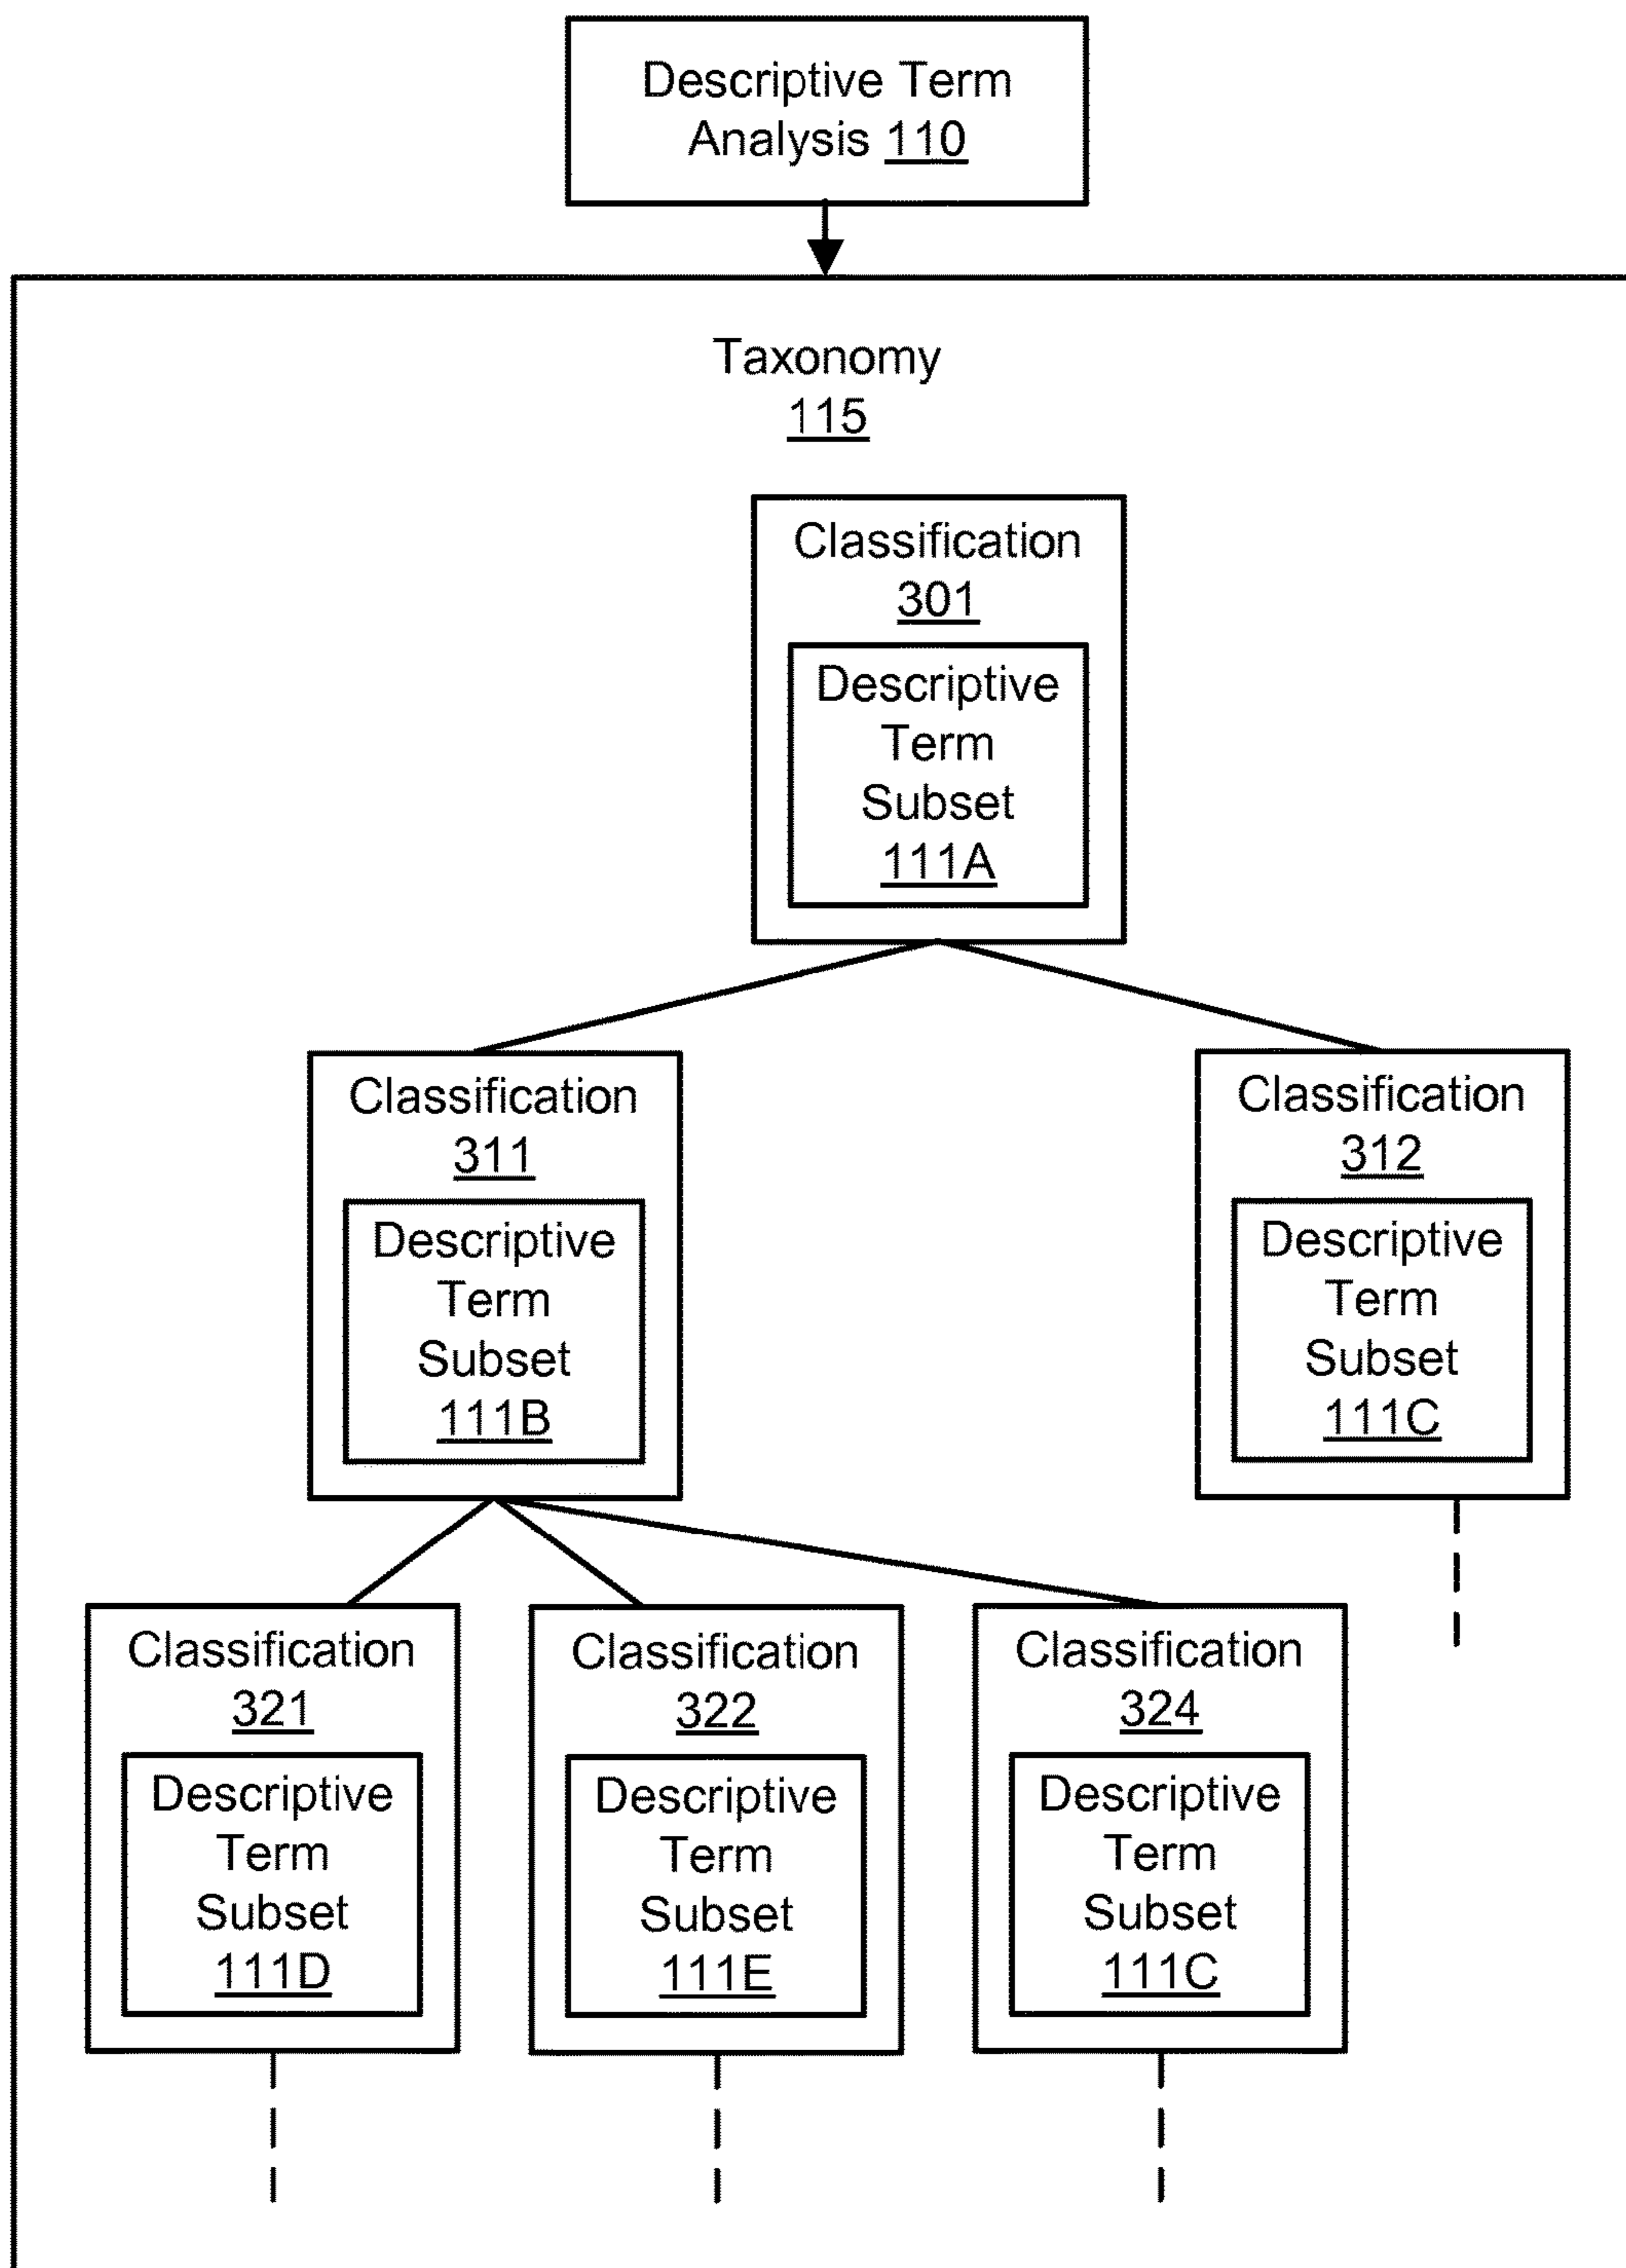 Descriptive Term
Analysis 110
Taxonomy
115
Classification
301
Descriptive
Term
Subset
111A
Classification
311
Descriptive
Term
Subset
111B
Classification
312
Descriptive
Term
Subset
111C
Classification
321
Descriptive
Term
Subset
111D
Classification
322
Descriptive
Term
Subset
111E
Classification
324
Descriptive
Term
Subset
111C